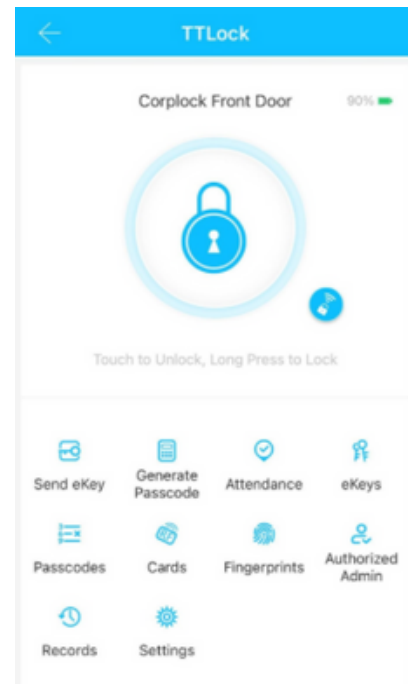 TTLock
Corplock Front Door 90%
Touch to Unlock, Long Press to Lock
Send eKey
Generate
Passcode
Attendance
eKeys
Passcodes
Cards
Fingerprints
Authorized
Admin
Records
Settings